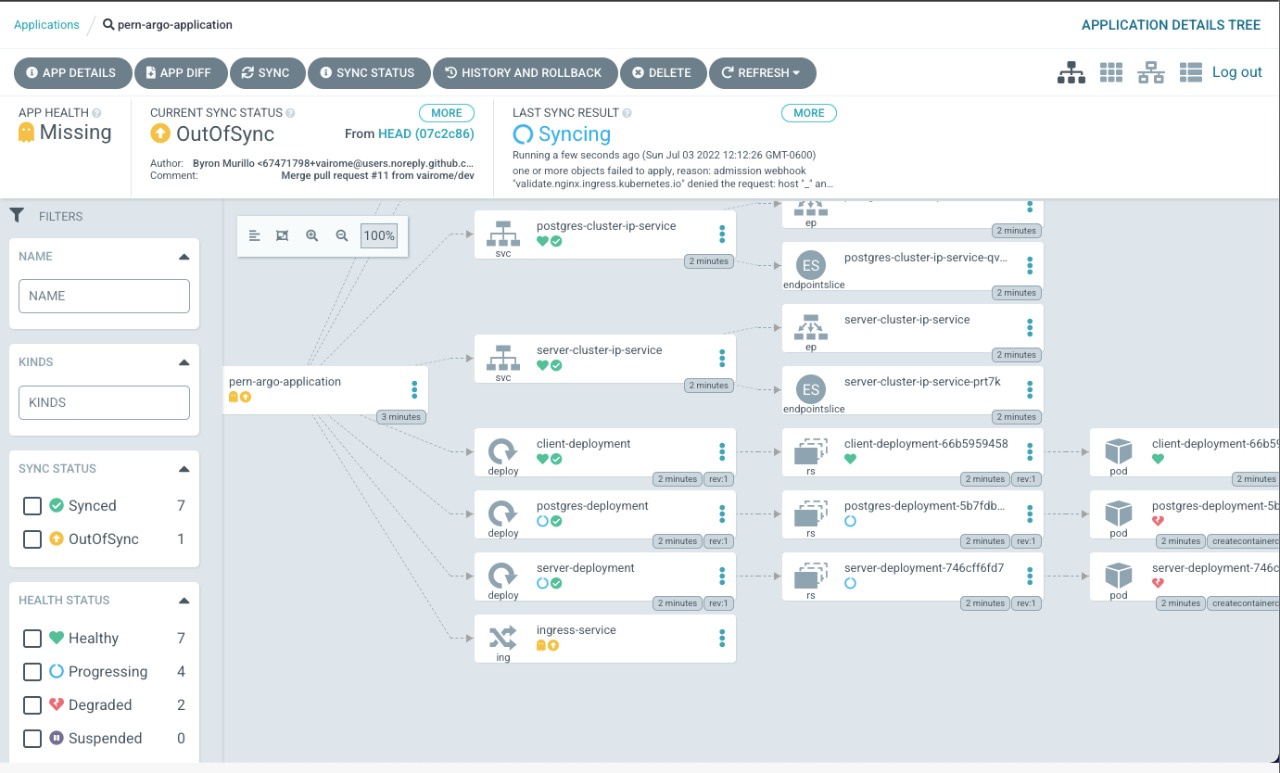 Applications / pern-argo-application
APPLICATION DETAILS TREE
APP DETAILS APP DIFF SYNC SYNC STATUS HISTORY AND ROLLBACK DELETE REFRESH
Log out
APP HEALTH
Missing
CURRENT SYNC STATUS MORE
OutOfSync From HEAD (07c2c86)
Author: Byron Murillo <67471798+vairome@users.noreply.github.c...
Comment: Merge pull request #11 from vairome/dev
LAST SYNC RESULT MORE
Syncing
Running a few seconds ago (Sun Jul 03 2022 12:12:26 GMT-0600)
one or more objects failed to apply, reason: admission webhook
"validate.nginx.ingress.kubernetes.io" denied the request: host "_" an...
FILTERS
NAME
NAME
KINDS
KINDS
SYNC STATUS
Synced 7
OutOfSync 1
HEALTH STATUS
Healthy 7
Progressing 4
Degraded 2
Suspended 0
100%
pern-argo-application
3 minutes
postgres-cluster-ip-service
svc
2 minutes
ep
2 minutes
ES
postgres-cluster-ip-service-qv...
endpointslice
2 minutes
server-cluster-ip-service
svc
2 minutes
server-cluster-ip-service
ep
2 minutes
ES
server-cluster-ip-service-prt7k
endpointslice
2 minutes
client-deployment
deploy
2 minutes rev:1
client-deployment-66b5959458
rs
2 minutes rev:1
client-deployment-66b59
pod
2 minutes
postgres-deployment
deploy
2 minutes rev:1
postgres-deployment-5b7fdb...
rs
2 minutes rev:1
postgres-deployment-5b
pod
2 minutes createcontainerc
server-deployment
deploy
2 minutes rev:1
server-deployment-746cff6fd7
rs
2 minutes rev:1
server-deployment-746c
pod
2 minutes createcontainerc
ingress-service
ing